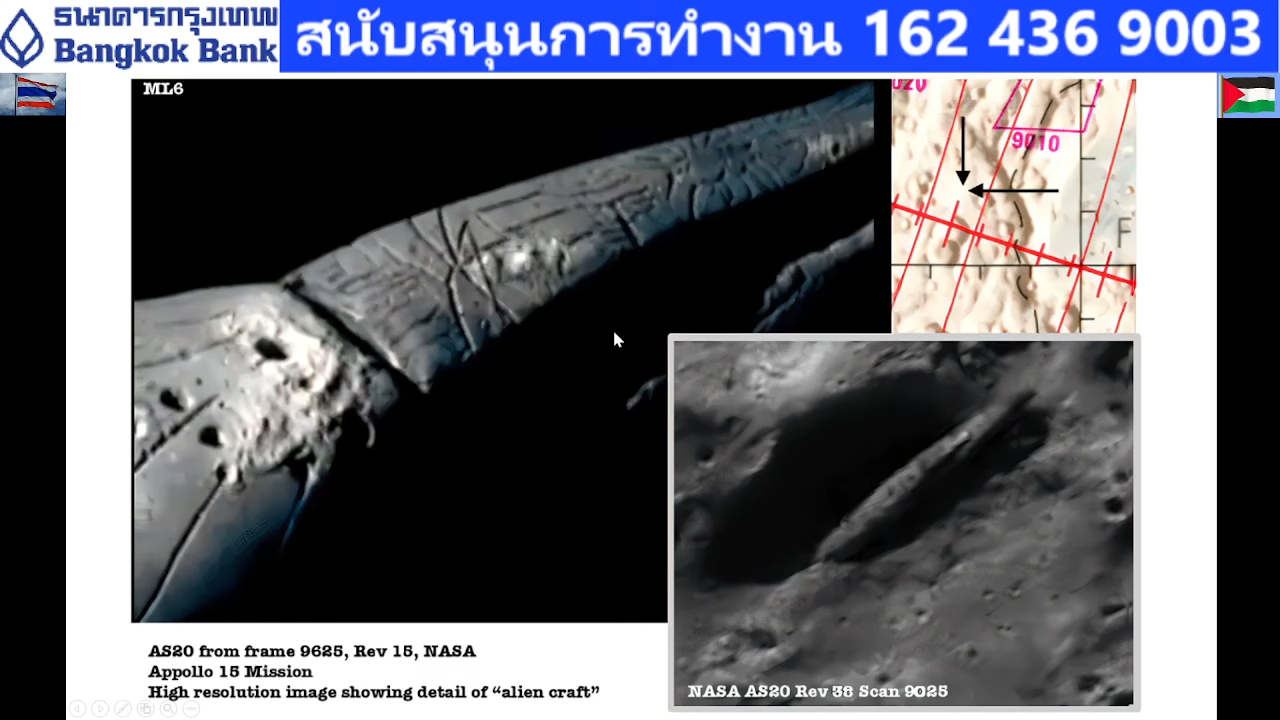 ธนาคารกรุงเทพ
Bangkok Bank
สนับสนุนการทำงาน 162 436 9003
ML6
9010
F
AS20 from frame 9625, Rev 15, NASA
Appollo 15 Mission
High resolution image showing detail of “alien craft”
NASA AS20 Rev 38 Scan 9025